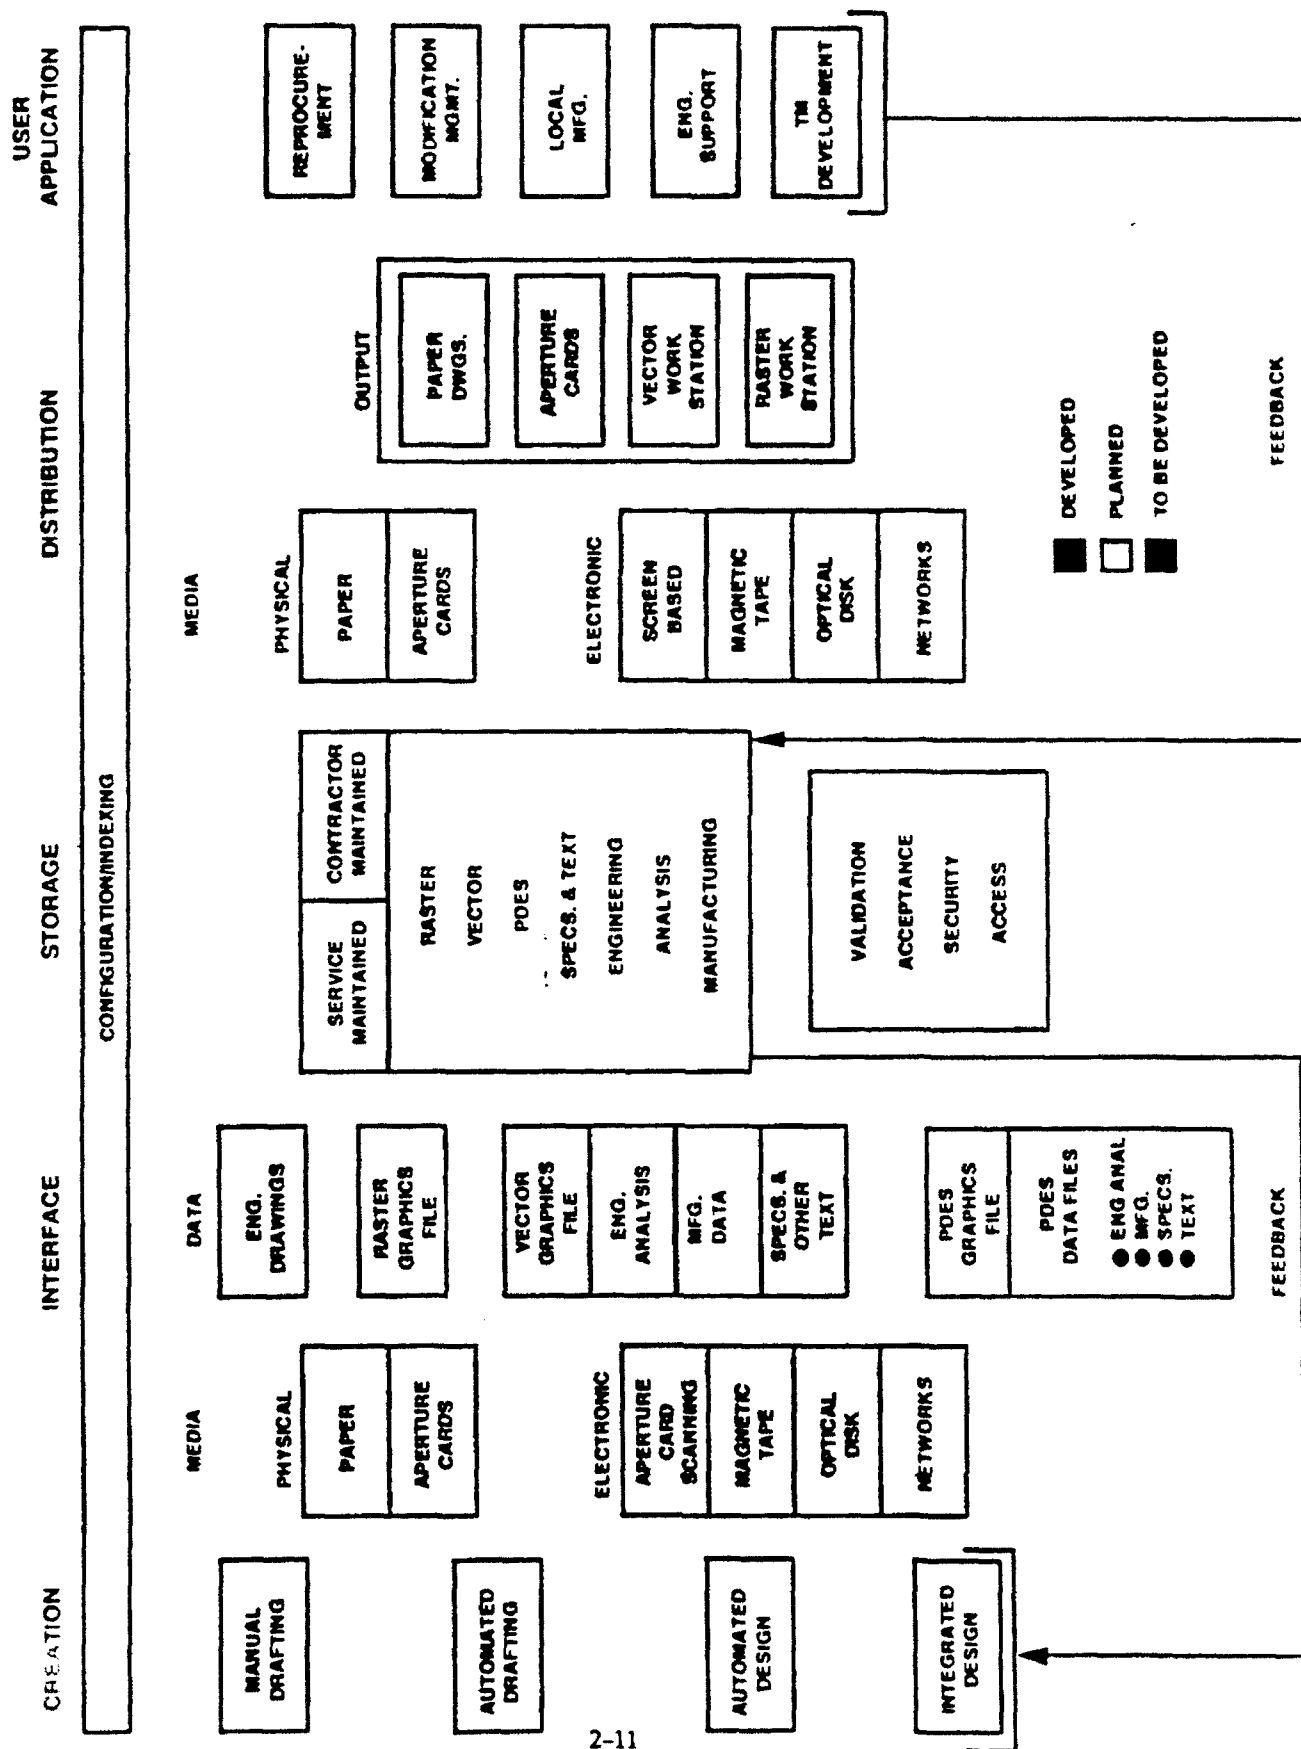 CREATION
INTERFACE
STORAGE
DISTRIBUTION
USER
APPLICATION
CONFIGURATION/INDEXING
MANUAL
DRAFTING
AUTOMATED
DRAFTING
AUTOMATED
DESIGN
INTEGRATED
DESIGN
MEDIA
PHYSICAL
PAPER
APERTURE
CARDS
ELECTRONIC
APERTURE
CARD
SCANNING
MAGNETIC
TAPE
OPTICAL
DISK
NETWORKS
DATA
ENG.
DRAWINGS
RASTER
GRAPHICS
FILE
VECTOR
GRAPHICS
FILE
ENG.
ANALYSIS
MFG.
DATA
SPECS. &
OTHER
TEXT
PDES
GRAPHICS
FILE
PDES
DATA FILES
● ENG ANAL
● MFG.
● SPECS.
● TEXT
FEEDBACK
SERVICE
MAINTAINED
CONTRACTOR
MAINTAINED
RASTER
VECTOR
PDES
SPECS. & TEXT
ENGINEERING
ANALYSIS
MANUFACTURING
VALIDATION
ACCEPTANCE
SECURITY
ACCESS
MEDIA
PHYSICAL
PAPER
APERTURE
CARDS
ELECTRONIC
SCREEN
BASED
MAGNETIC
TAPE
OPTICAL
DISK
NETWORKS
OUTPUT
PAPER
DWGS.
APERTURE
CARDS
VECTOR
WORK
STATION
RASTER
WORK
STATION
DEVELOPED
PLANNED
TO BE DEVELOPED
FEEDBACK
REPROCURE-
MENT
MODIFICATION
MGMT.
LOCAL
MFG.
ENG.
SUPPORT
TM
DEVELOPMENT
2-11